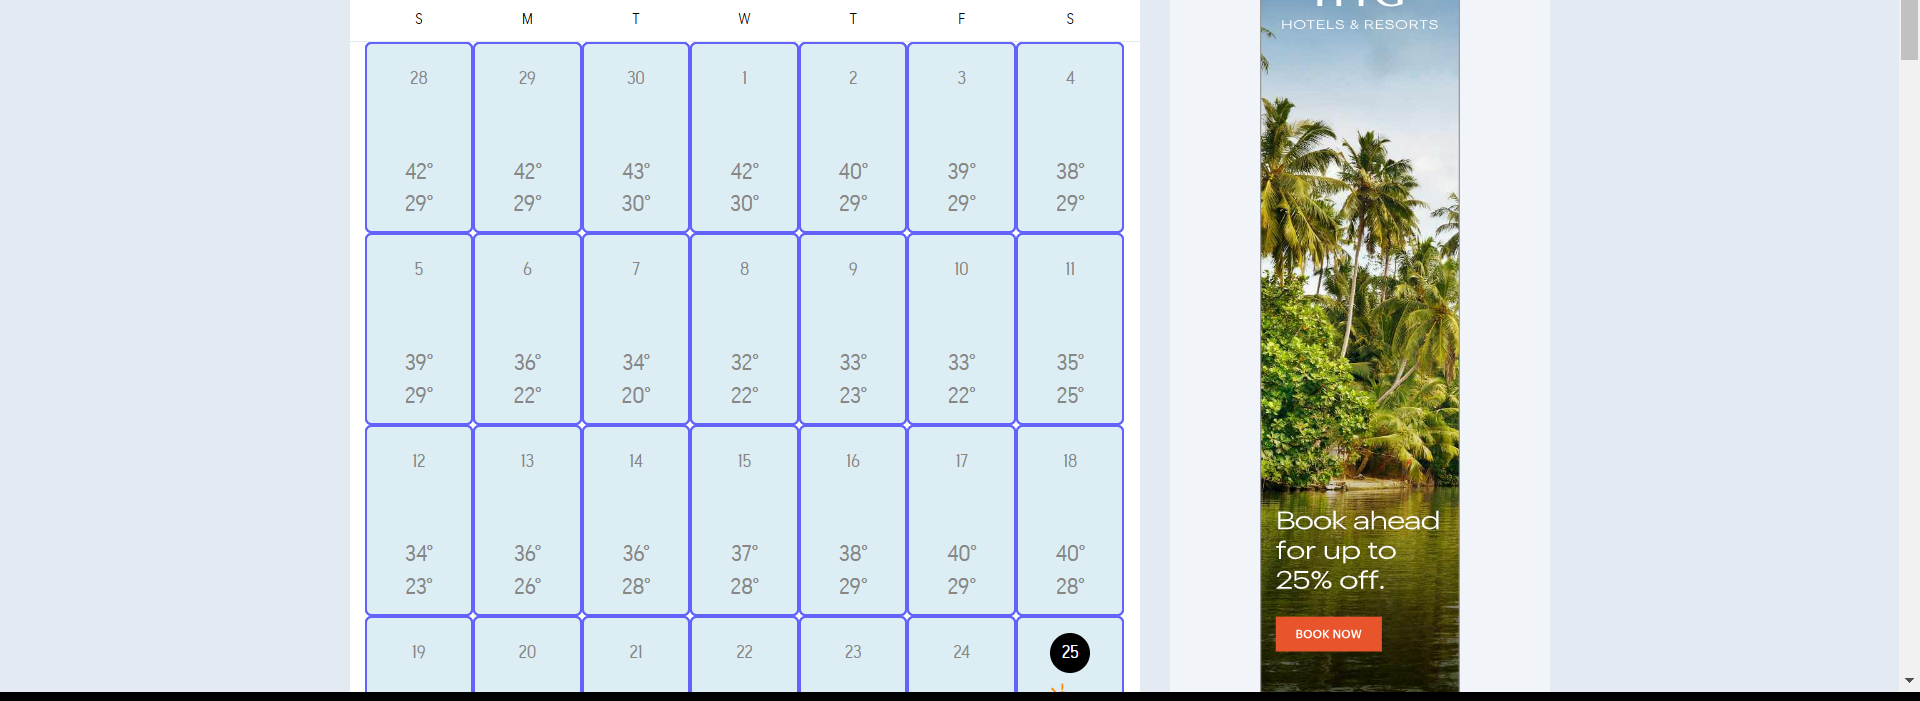 S M T W T F S
28 29 30 1 2 3 4
42° 42° 43° 42° 40° 39° 38°
29° 29° 30° 30° 29° 29° 29°
5 6 7 8 9 10 11
39° 36° 34° 32° 33° 33° 35°
29° 22° 20° 22° 23° 22° 25°
12 13 14 15 16 17 18
34° 36° 36° 37° 38° 40° 40°
23° 26° 28° 28° 29° 29° 28°
19 20 21 22 23 24 25
HOTELS & RESORTS
Book ahead
for up to
25% off.
BOOK NOW